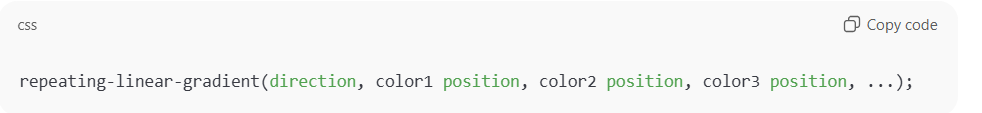 css Copy code
repeating-linear-gradient(direction, color1 position, color2 position, color3 position, ...);